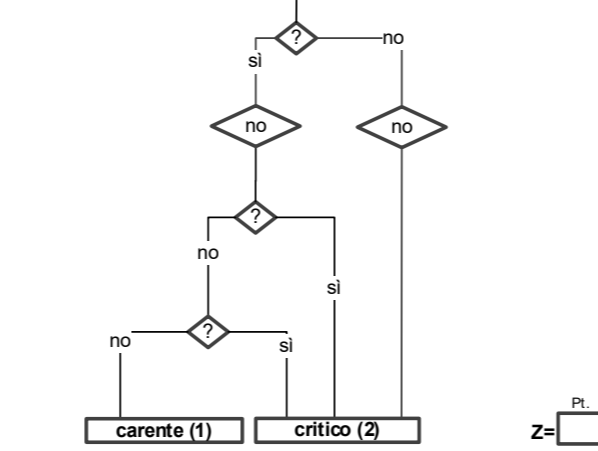 ?
no
sì
no
no
?
no
sì
?
no
sì
carente (1)
critico (2)
Pt.
Z=